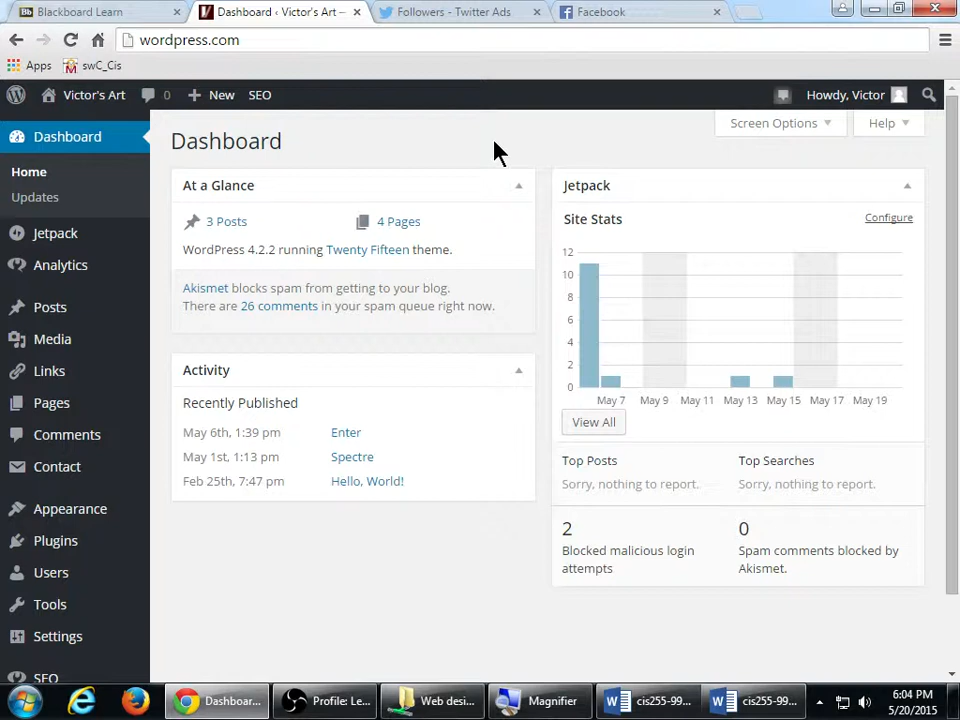 Blackboard Learn
Dashboard ‹ Victor's Art —
Followers - Twitter Ads
Facebook
wordpress.com
Apps
swC_Cis
Victor's Art
0
New
SEO
Howdy, Victor
Dashboard
Home
Updates
Jetpack
Analytics
Posts
Media
Links
Pages
Comments
Contact
Appearance
Plugins
Users
Tools
Settings
SEO
Dashboard
Screen Options
Help
At a Glance
3 Posts
4 Pages
WordPress 4.2.2 running Twenty Fifteen theme.
Akismet blocks spam from getting to your blog.
There are 26 comments in your spam queue right now.
Activity
Recently Published
May 6th, 1:39 pm Enter
May 1st, 1:13 pm Spectre
Feb 25th, 7:47 pm Hello, World!
Jetpack
Site Stats
Configure
12
10
8
6
4
2
0
May 7 May 9 May 11 May 13 May 15 May 17 May 19
View All
Top Posts
Sorry, nothing to report.
Top Searches
Sorry, nothing to report.
2
Blocked malicious login
attempts
0
Spam comments blocked by
Akismet.
Dashboar...
Profile: Le...
Web desi...
Magnifier
cis255-99...
cis255-99...
6:04 PM
5/20/2015